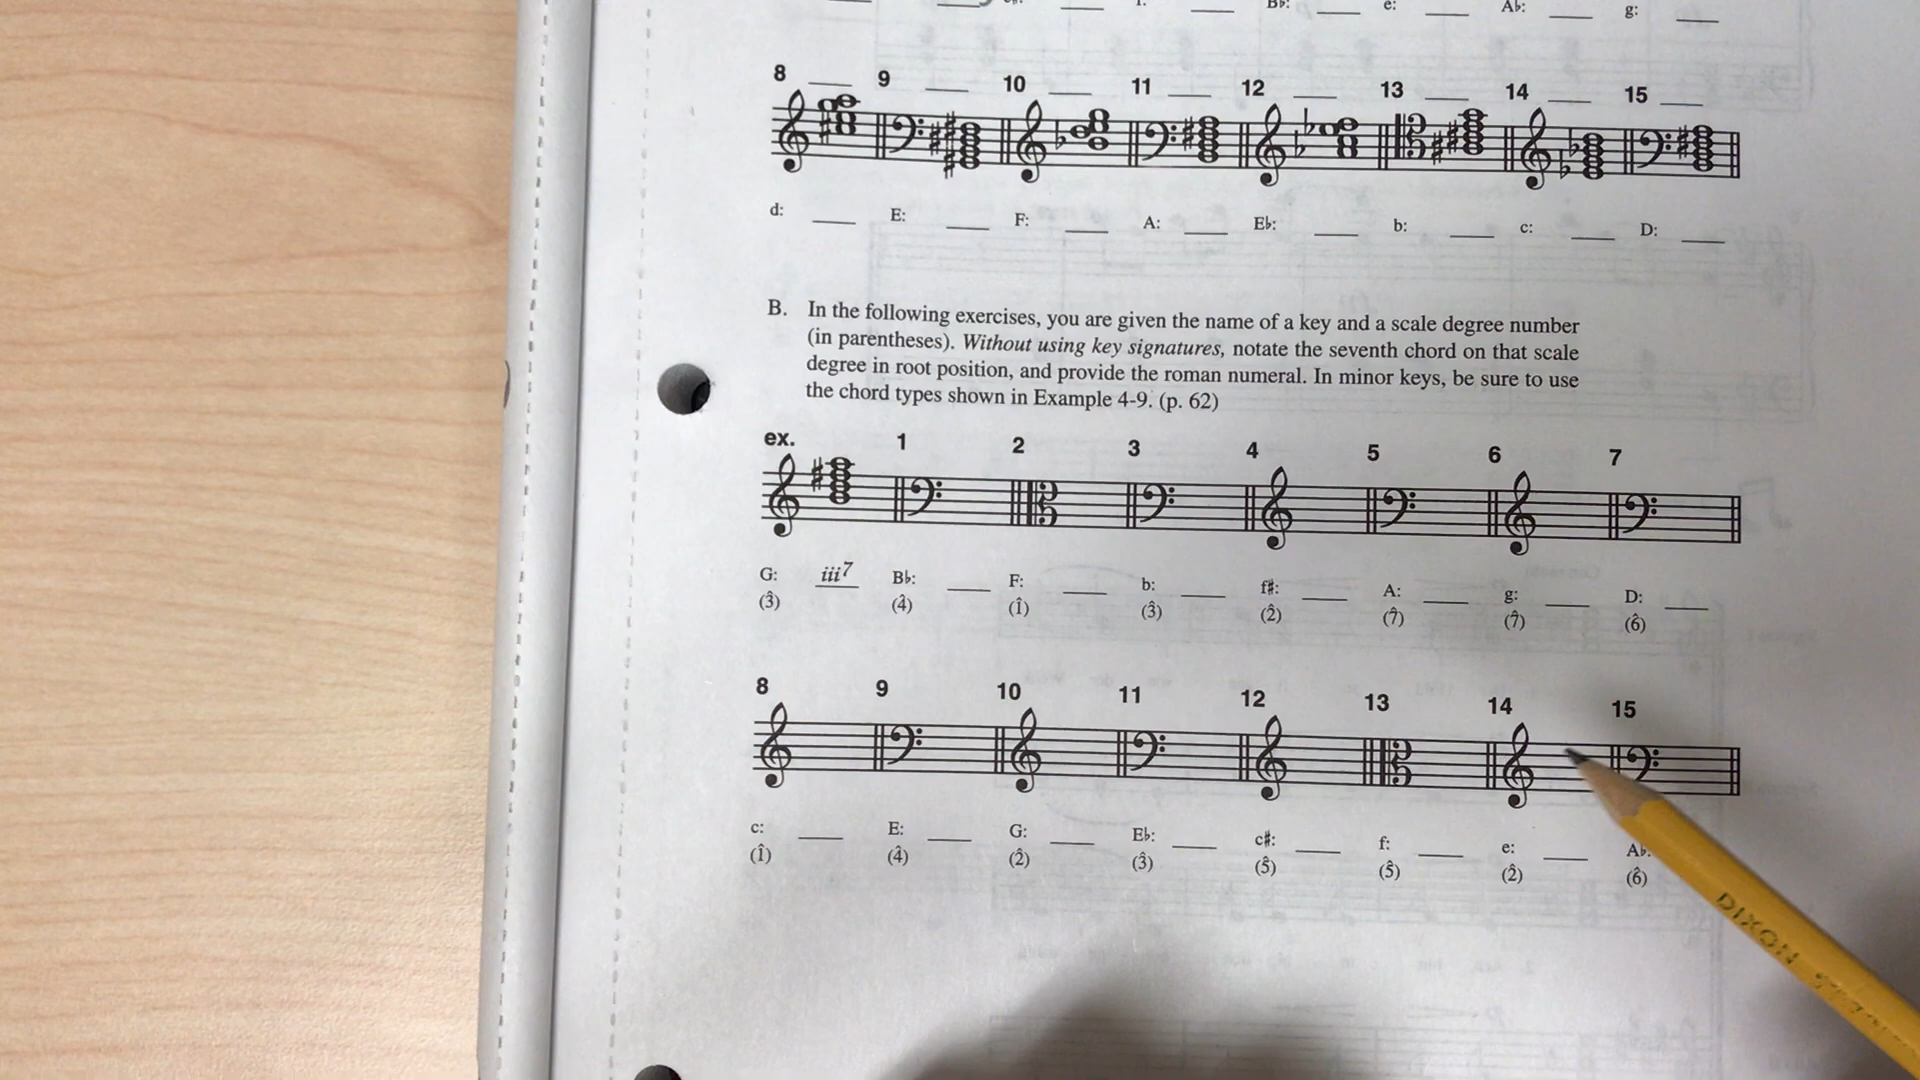 Bb: e: Ab: g:
8 9 10 11 12 13 14 15
d: E: F: A: Eb: b: c: D:
B. In the following exercises, you are given the name of a key and a scale degree number
(in parentheses). Without using key signatures, notate the seventh chord on that scale
degree in root position, and provide the roman numeral. In minor keys, be sure to use
the chord types shown in Example 4-9. (p. 62)
ex. 1 2 3 4 5 6 7
G: iii7 B♭: F: b: f♯: A: g: D:
(3̂) (4̂) (1̂) (3̂) (2̂) (7̂) (7̂) (6̂)
8 9 10 11 12 13 14 15
c: E: G: E♭: c♯: f: e: A♭:
(1̂) (4̂) (2̂) (3̂) (5̂) (5̂) (2̂) (6̂)
DIXON